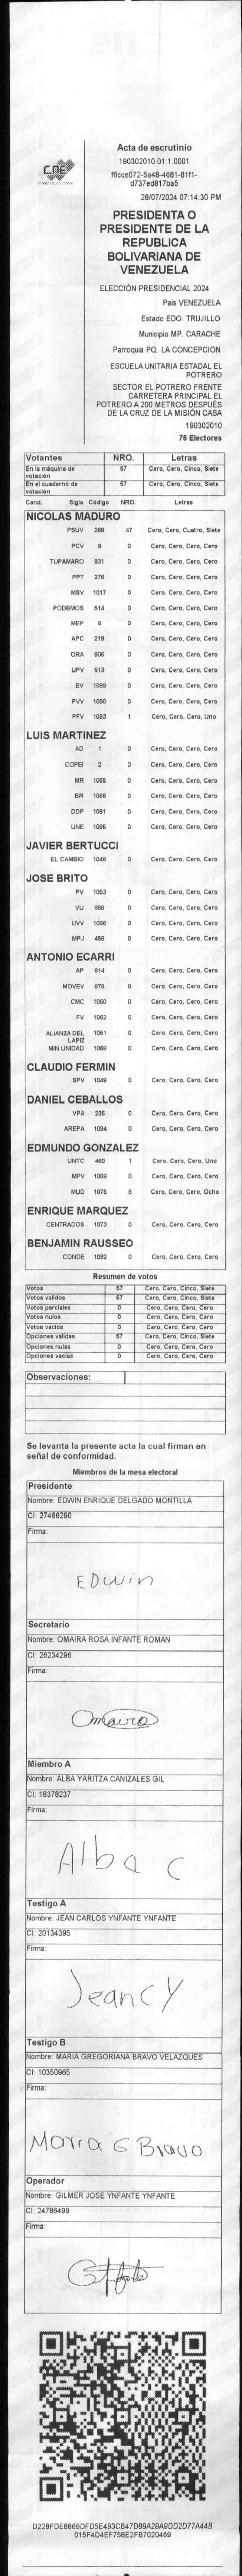 CNE
Acta de escrutinio
190302010.01.1.0001
f6cce072-5a48-4681-81f1-
d737ed817ba5
28/07/2024 07:14:30 PM
PRESIDENTA O
PRESIDENTE DE LA
REPUBLICA
BOLIVARIANA DE
VENEZUELA
ELECCIÓN PRESIDENCIAL 2024
Pais VENEZUELA
Estado EDO. TRUJILLO
Municipio MP. CARACHE
Parroquia PQ. LA CONCEPCION
ESCUELA UNITARIA ESTADAL EL
POTRERO
SECTOR EL POTRERO FRENTE
CARRETERA PRINCIPAL EL
POTRERO A 200 METROS DESPUÉS
DE LA CRUZ DE LA MISIÓN CASA
190302010
76 Electores
Votantes NRO. Letras
En la máquina de votación 57 Cero, Cero, Cinco, Siete
En el cuaderno de votación 57 Cero, Cero, Cinco, Siete
Cand. Sigla Código NRO. Letras
NICOLAS MADURO
PSUV 269 47 Cero, Cero, Cuatro, Siete
PCV 9 0 Cero, Cero, Cero, Cero
TUPAMARO 931 0 Cero, Cero, Cero, Cero
PPT 276 0 Cero, Cero, Cero, Cero
MSV 1017 0 Cero, Cero, Cero, Cero
PODEMOS 514 0 Cero, Cero, Cero, Cero
MEP 6 0 Cero, Cero, Cero, Cero
APC 219 0 Cero, Cero, Cero, Cero
ORA 906 0 Cero, Cero, Cero, Cero
UPV 513 0 Cero, Cero, Cero, Cero
EV 1089 0 Cero, Cero, Cero, Cero
PVV 1090 0 Cero, Cero, Cero, Cero
PFV 1093 1 Cero, Cero, Cero, Uno
LUIS MARTINEZ
AD 1 0 Cero, Cero, Cero, Cero
COPEI 2 0 Cero, Cero, Cero, Cero
MR 1065 0 Cero, Cero, Cero, Cero
BR 1066 0 Cero, Cero, Cero, Cero
DDP 1091 0 Cero, Cero, Cero, Cero
UNE 1095 0 Cero, Cero, Cero, Cero
JAVIER BERTUCCI
EL CAMBIO 1048 0 Cero, Cero, Cero, Cero
JOSE BRITO
PV 1053 0 Cero, Cero, Cero, Cero
VU 868 0 Cero, Cero, Cero, Cero
UVV 1096 0 Cero, Cero, Cero, Cero
MPJ 458 0 Cero, Cero, Cero, Cero
ANTONIO ECARRI
AP 814 0 Cero, Cero, Cero, Cero
MOVEV 979 0 Cero, Cero, Cero, Cero
CMC 1050 0 Cero, Cero, Cero, Cero
FV 1062 0 Cero, Cero, Cero, Cero
ALIANZA DEL LAPIZ 1051 0 Cero, Cero, Cero, Cero
MIN UNIDAD 1069 0 Cero, Cero, Cero, Cero
CLAUDIO FERMIN
SPV 1049 0 Cero, Cero, Cero, Cero
DANIEL CEBALLOS
VPA 236 0 Cero, Cero, Cero, Cero
AREPA 1094 0 Cero, Cero, Cero, Cero
EDMUNDO GONZALEZ
UNTC 460 1 Cero, Cero, Cero, Uno
MPV 1068 0 Cero, Cero, Cero, Cero
MUD 1075 8 Cero, Cero, Cero, Ocho
ENRIQUE MARQUEZ
CENTRADOS 1073 0 Cero, Cero, Cero, Cero
BENJAMIN RAUSSEO
CONDE 1092 0 Cero, Cero, Cero, Cero
Resumen de votos
Votos 57 Cero, Cero, Cinco, Siete
Votos validos 57 Cero, Cero, Cinco, Siete
Votos parciales 0 Cero, Cero, Cero, Cero
Votos nulos 0 Cero, Cero, Cero, Cero
Votos vacios 0 Cero, Cero, Cero, Cero
Opciones validas 57 Cero, Cero, Cinco, Siete
Opciones nulas 0 Cero, Cero, Cero, Cero
Opciones vacias 0 Cero, Cero, Cero, Cero
Observaciones:
Se levanta la presente acta la cual firman en
señal de conformidad.
Miembros de la mesa electoral
Presidente
Nombre: EDWIN ENRIQUE DELGADO MONTILLA
CI: 27466290
Firma:
EDwin
Secretario
Nombre: OMAIRA ROSA INFANTE ROMAN
CI: 26234296
Firma:
Omaira
Miembro A
Nombre: ALBA YARITZA CAÑIZALES GIL
CI: 18378237
Firma:
Alba C
Testigo A
Nombre: JEAN CARLOS YNFANTE YNFANTE
CI: 20134395
Firma:
JeanCY
Testigo B
Nombre: MARIA GREGORIANA BRAVO VELAZQUES
CI: 10350965
Firma:
Maria G Bravo
Operador
Nombre: GILMER JOSE YNFANTE YNFANTE
CI: 24786499
Firma: